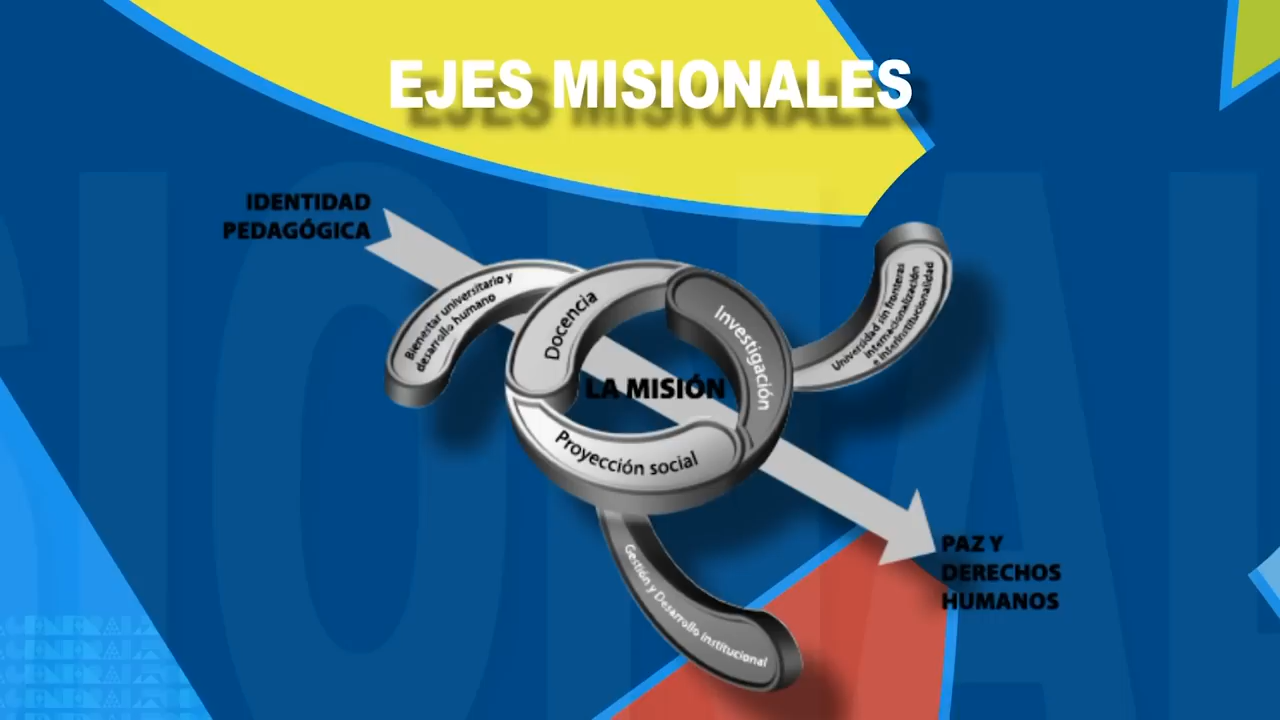 EJES MISIONALES
IDENTIDAD
PEDAGÓGICA
Bienestar universitario y
desarrollo humano
Docencia
Investigación
Universidad sin fronteras
internacionalización
e interinstitucionalidad
LA MISIÓN
Proyección social
PAZ Y
DERECHOS
HUMANOS
Gestión y Desarrollo institucional